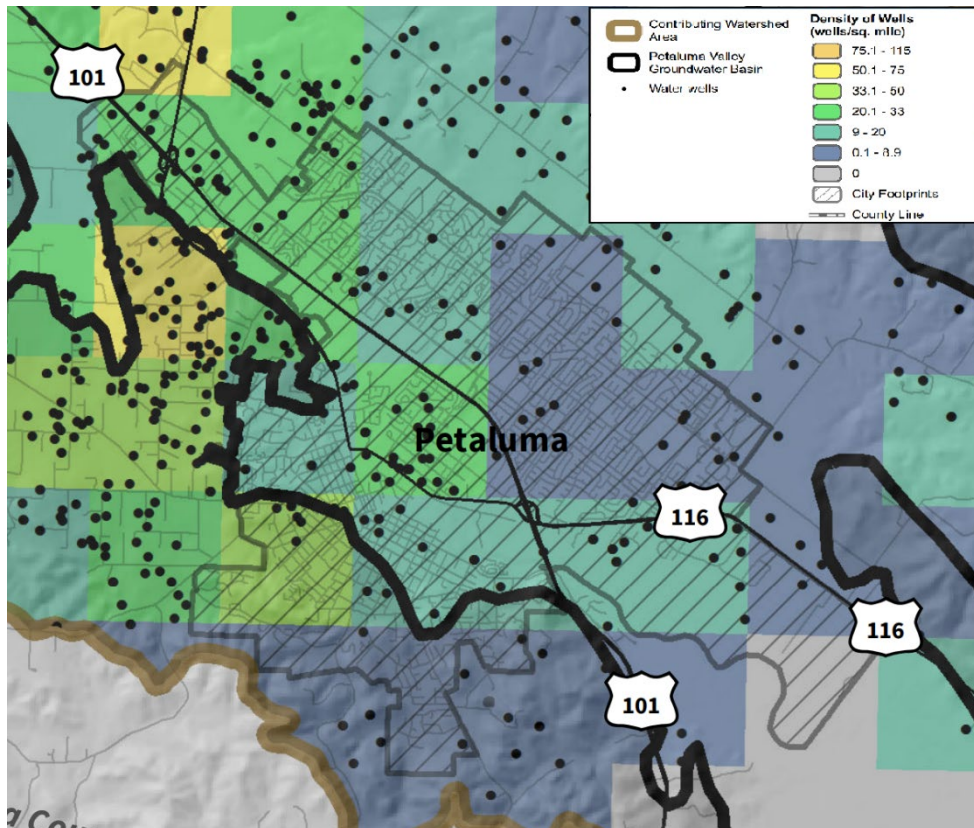 101
Contributing Watershed
Area
Petaluma Valley
Groundwater Basin
Water wells
Density of Wells
(wells/sq. mile)
75.1 - 115
50.1 - 75
33.1 - 50
20.1 - 33
9 - 20
0.1 - 8.9
0
City Footprints
County Line
Petaluma
116
116
101